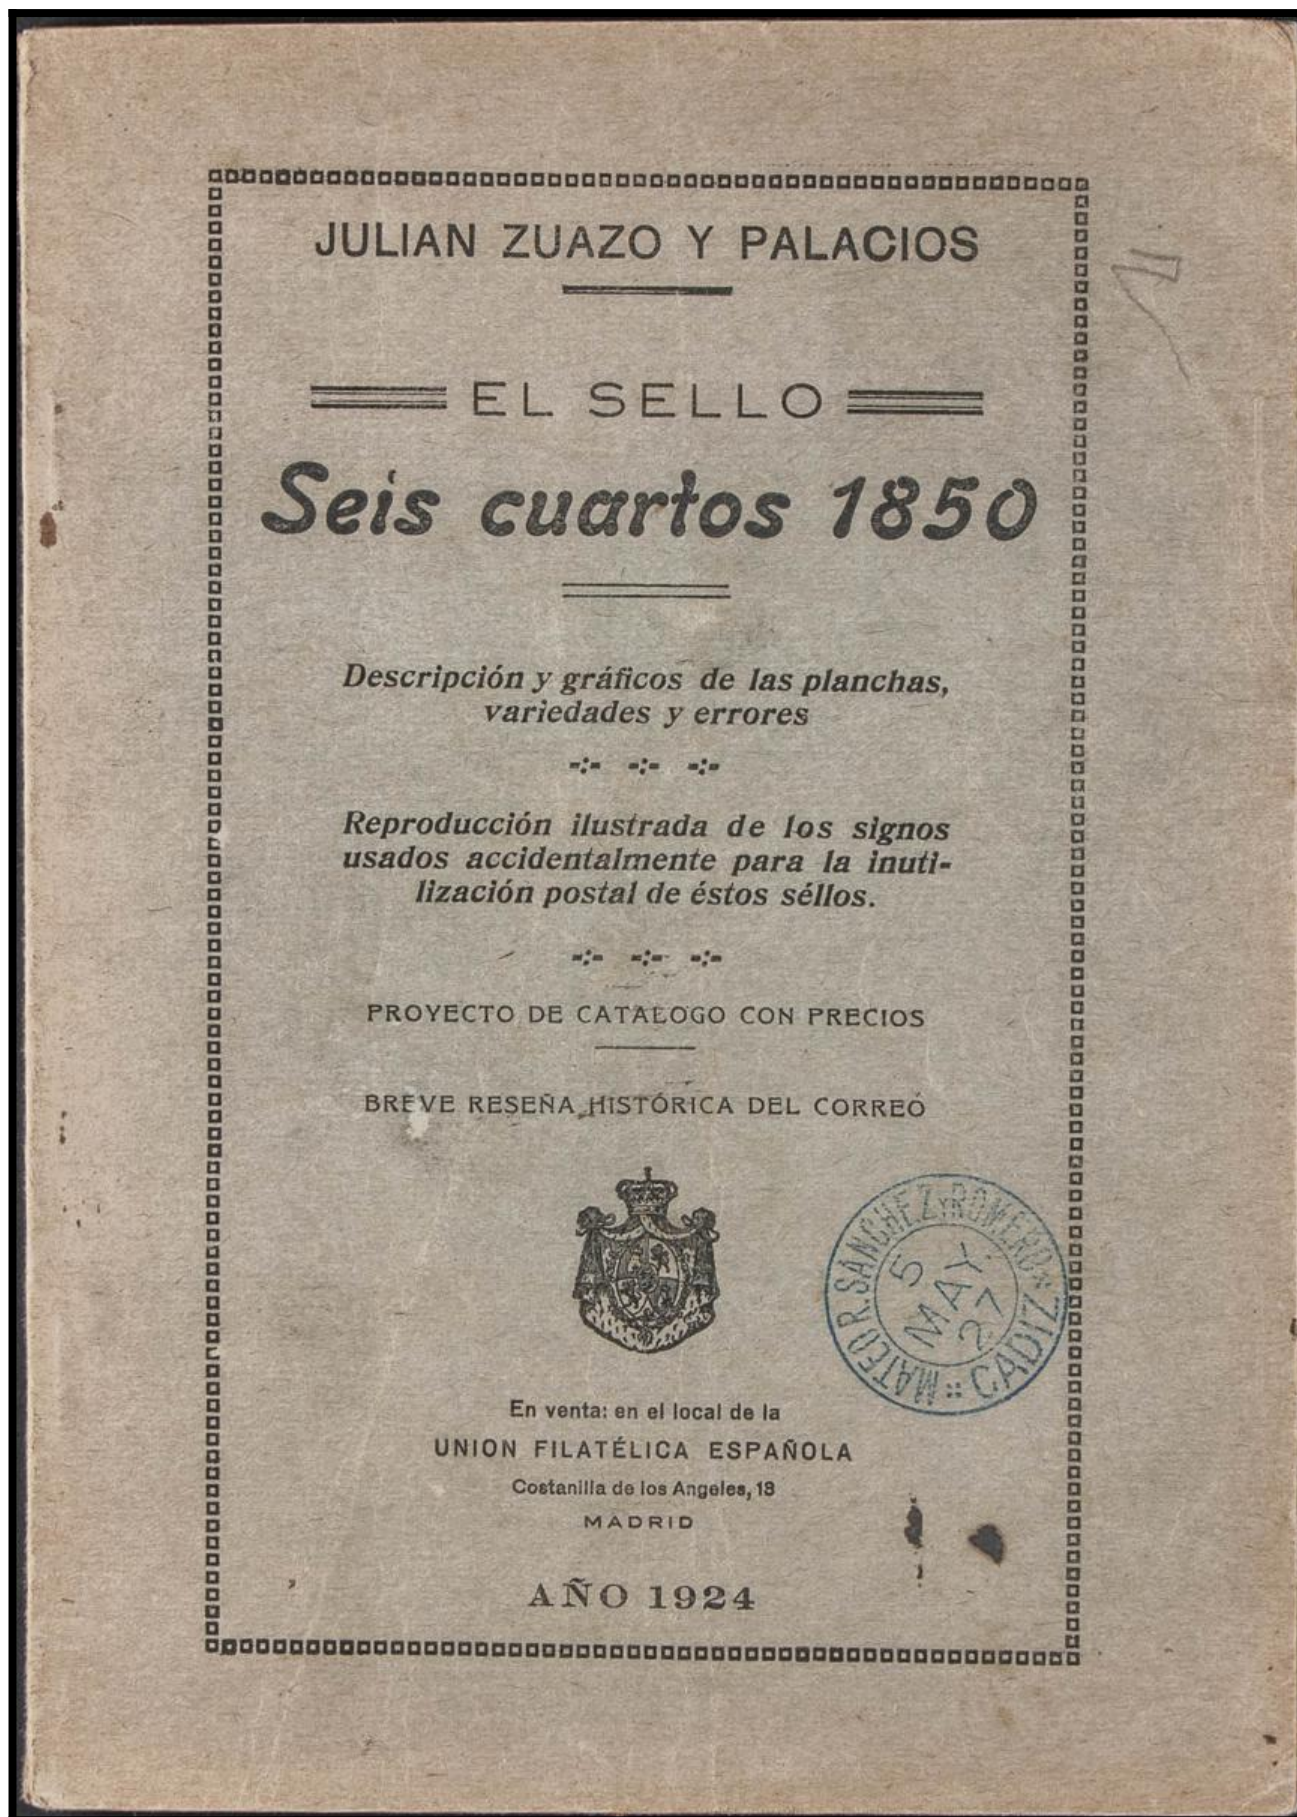 JULIAN ZUAZO Y PALACIOS
EL SELLO
Seis cuartos 1850
Descripción y gráficos de las planchas,
variedades y errores
Reproducción ilustrada de los signos
usados accidentalmente para la inuti-
lización postal de éstos séllos.
PROYECTO DE CATALOGO CON PRECIOS
BREVE RESEÑA HISTÓRICA DEL CORREO
MATEO R. SANCHEZ Y ROMERO
5
MAY.
27
CADIZ
En venta: en el local de la
UNION FILATÉLICA ESPAÑOLA
Costanilla de los Angeles, 13
MADRID
AÑO 1924